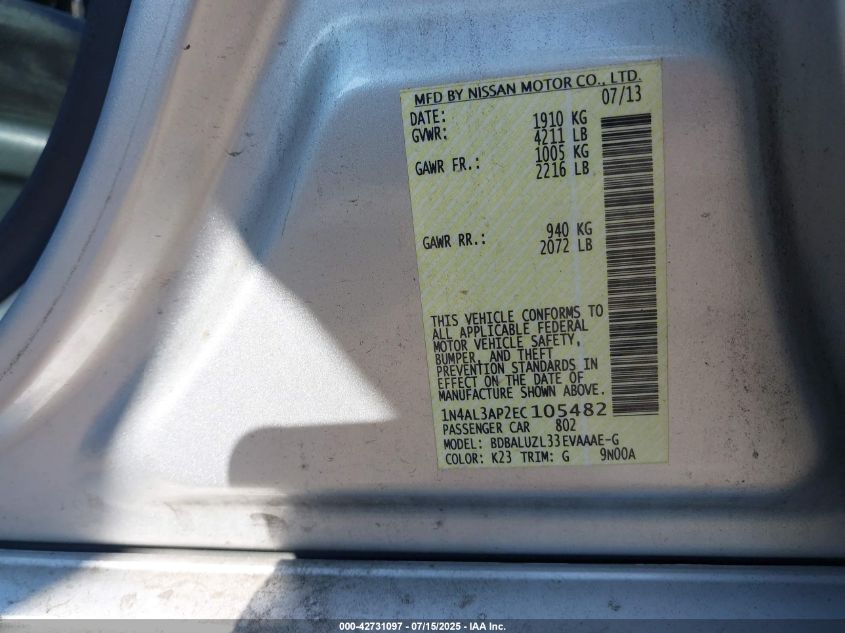 MFD BY NISSAN MOTOR CO., LTD.
DATE: 07/13
GVWR: 1910 KG
4211 LB
GAWR FR.: 1005 KG
2216 LB
GAWR RR.: 940 KG
2072 LB
THIS VEHICLE CONFORMS TO
ALL APPLICABLE FEDERAL
MOTOR VEHICLE SAFETY,
BUMPER, AND THEFT
PREVENTION STANDARDS IN
EFFECT ON THE DATE OF
MANUFACTURE SHOWN ABOVE.
1N4AL3AP2EC105482
PASSENGER CAR 802
MODEL: BDBALUZL33EVAAAE-G
COLOR: K23 TRIM: G 9N00A
000-42731097 - 07/15/2025 - IAA Inc.